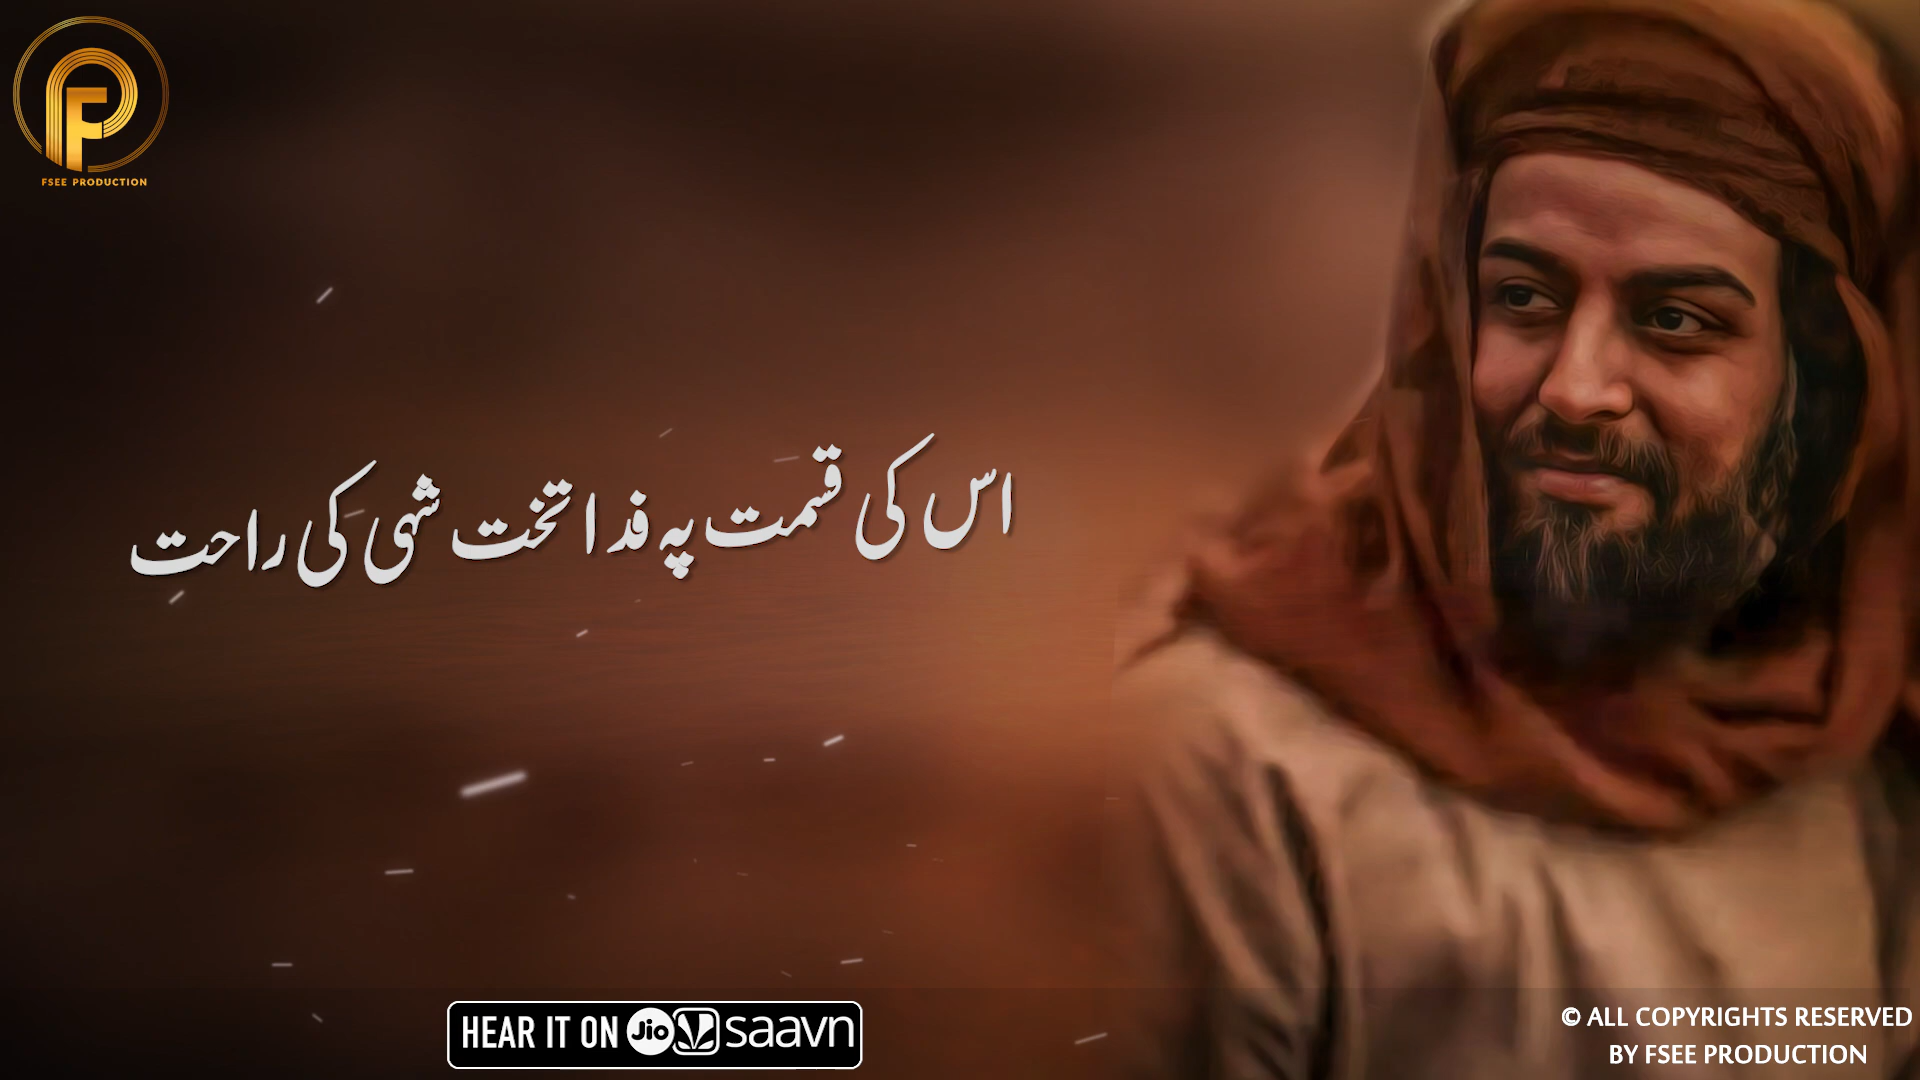 FSEE PRODUCTION
اس کی قسمت پہ فدا تخت شہی کی راحت
HEAR IT ON Jio saavn
© ALL COPYRIGHTS RESERVED
BY FSEE PRODUCTION